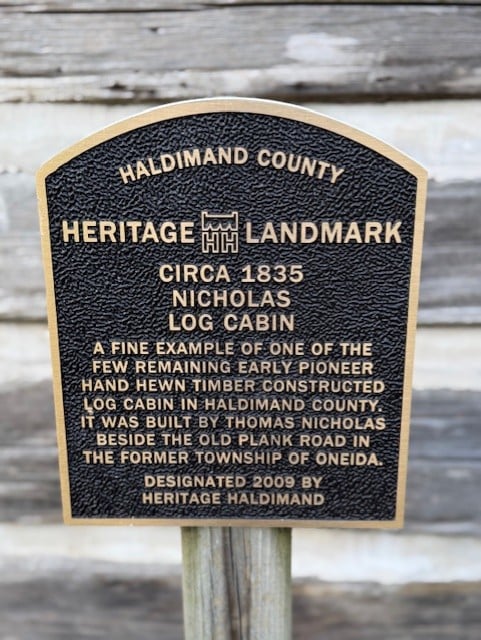 HALDIMAND COUNTY
HERITAGE HH LANDMARK
CIRCA 1835
NICHOLAS
LOG CABIN
A FINE EXAMPLE OF ONE OF THE
FEW REMAINING EARLY PIONEER
HAND HEWN TIMBER CONSTRUCTED
LOG CABIN IN HALDIMAND COUNTY.
IT WAS BUILT BY THOMAS NICHOLAS
BESIDE THE OLD PLANK ROAD IN
THE FORMER TOWNSHIP OF ONEIDA.
DESIGNATED 2009 BY
HERITAGE HALDIMAND